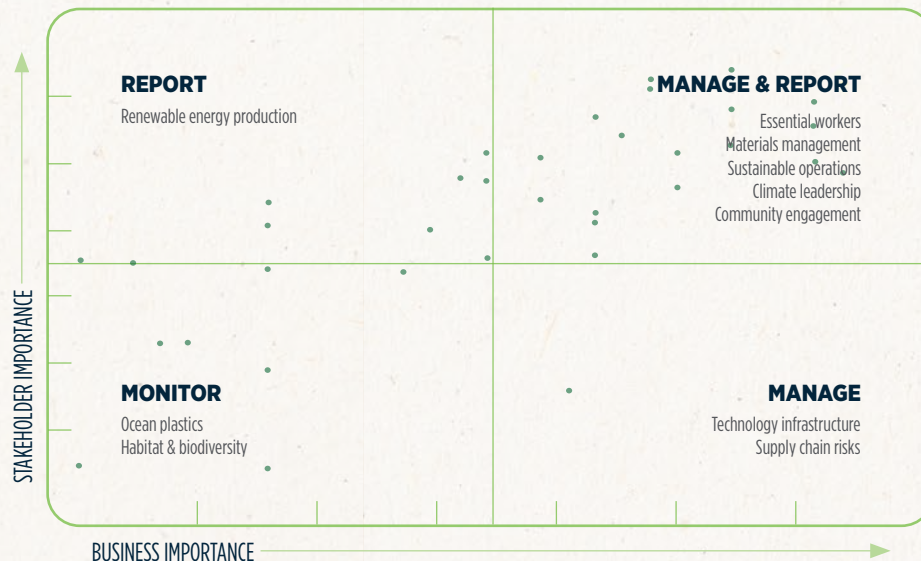 REPORT
Renewable energy production
MANAGE & REPORT
Essential workers
Materials management
Sustainable operations
Climate leadership
Community engagement
STAKEHOLDER IMPORTANCE
MONITOR
Ocean plastics
Habitat & biodiversity
MANAGE
Technology infrastructure
Supply chain risks
BUSINESS IMPORTANCE